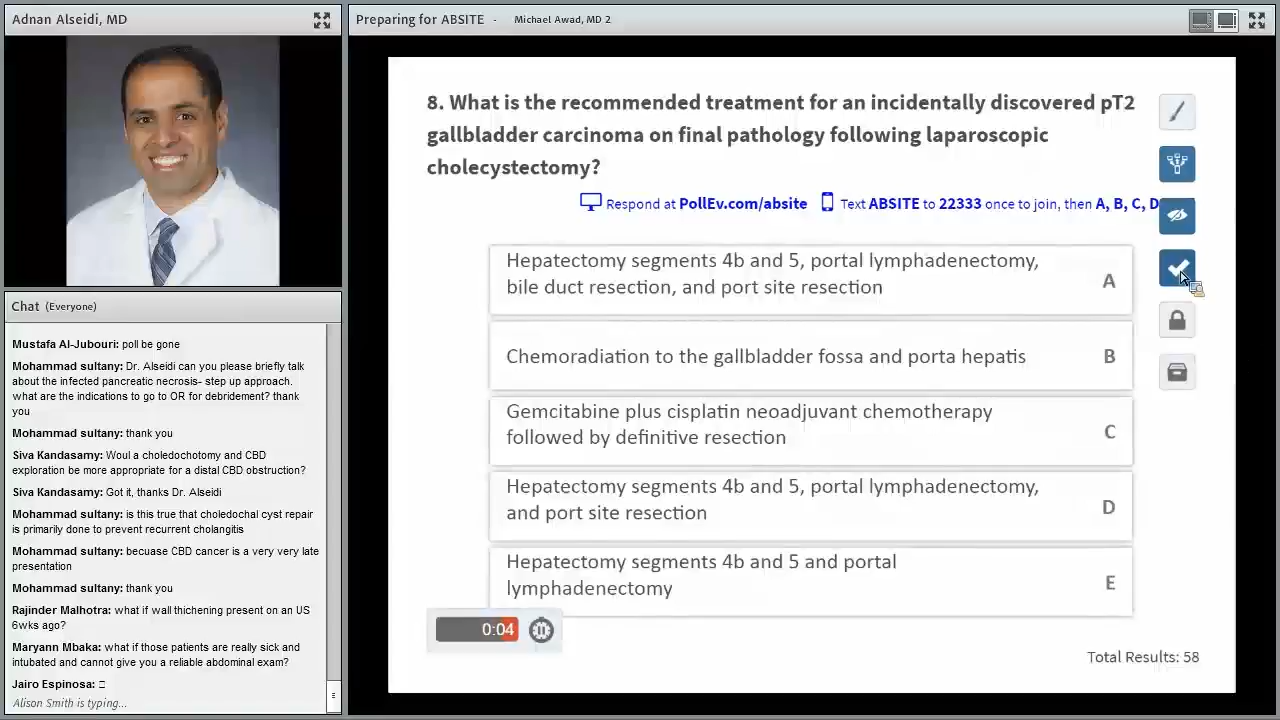 Adnan Alseidi, MD
Preparing for ABSITE - Michael Awad, MD 2
Chat (Everyone)
Mustafa Al-Jubouri: poll be gone
Mohammad sultany: Dr. Alseidi can you please briefly talk
about the infected pancreatic necrosis- step up approach.
what are the indications to go to OR for debridement? thank
you
Mohammad sultany: thank you
Siva Kandasamy: Woul a choledochotomy and CBD
exploration be more appropriate for a distal CBD obstruction?
Siva Kandasamy: Got it, thanks Dr. Alseidi
Mohammad sultany: is this true that choledochal cyst repair
is primarily done to prevent recurrent cholangitis
Mohammad sultany: becuase CBD cancer is a very very late
presentation
Mohammad sultany: thank you
Rajinder Malhotra: what if wall thickening present on an US
6wks ago?
Maryann Mbaka: what if those patients are really sick and
intubated and cannot give you a reliable abdominal exam?
Jairo Espinosa:
Alison Smith is typing...
8. What is the recommended treatment for an incidentally discovered pT2
gallbladder carcinoma on final pathology following laparoscopic
cholecystectomy?
Respond at PollEv.com/absite Text ABSITE to 22333 once to join, then A, B, C, D
Hepatectomy segments 4b and 5, portal lymphadenectomy,
bile duct resection, and port site resection
A
Chemoradiation to the gallbladder fossa and porta hepatis
B
Gemcitabine plus cisplatin neoadjuvant chemotherapy
followed by definitive resection
C
Hepatectomy segments 4b and 5, portal lymphadenectomy,
and port site resection
D
Hepatectomy segments 4b and 5 and portal
lymphadenectomy
E
0:04
Total Results: 58